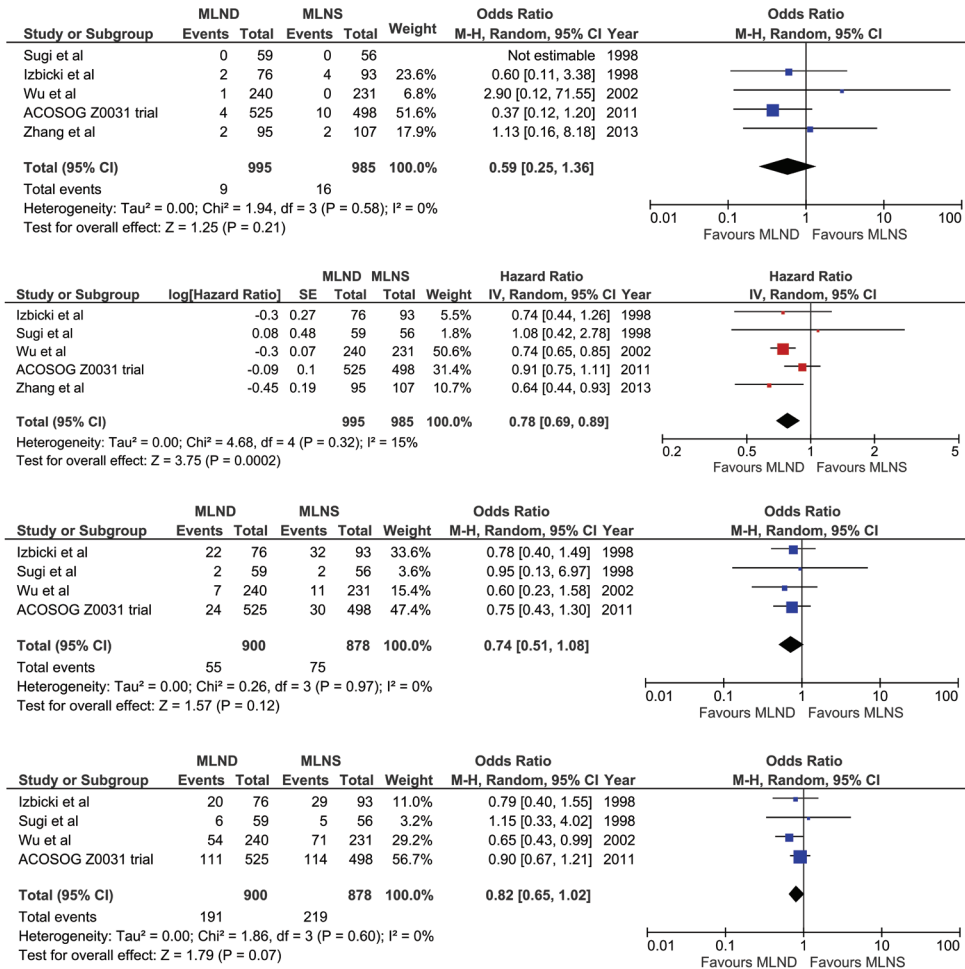 MLND MLNS Odds Ratio Odds Ratio
Study or Subgroup Events Total Events Total Weight M-H, Random, 95% CI Year M-H, Random, 95% CI
Sugi et al 0 59 0 56 Not estimable 1998
Izbicki et al 2 76 4 93 23.6% 0.60 [0.11, 3.38] 1998
Wu et al 1 240 0 231 6.8% 2.90 [0.12, 71.55] 2002
ACOSOG Z0031 trial 4 525 10 498 51.6% 0.37 [0.12, 1.20] 2011
Zhang et al 2 95 2 107 17.9% 1.13 [0.16, 8.18] 2013
Total (95% CI) 995 985 100.0% 0.59 [0.25, 1.36]
Total events 9 16
Heterogeneity: Tau² = 0.00; Chi² = 1.94, df = 3 (P = 0.58); I² = 0%
Test for overall effect: Z = 1.25 (P = 0.21)
0.01 0.1 1 10 100
Favours MLND Favours MLNS
MLND MLNS Hazard Ratio Hazard Ratio
Study or Subgroup log[Hazard Ratio] SE Total Total Weight IV, Random, 95% CI Year IV, Random, 95% CI
Izbicki et al -0.3 0.27 76 93 5.5% 0.74 [0.44, 1.26] 1998
Sugi et al 0.08 0.48 59 56 1.8% 1.08 [0.42, 2.78] 1998
Wu et al -0.3 0.07 240 231 50.6% 0.74 [0.65, 0.85] 2002
ACOSOG Z0031 trial -0.09 0.1 525 498 31.4% 0.91 [0.75, 1.11] 2011
Zhang et al -0.45 0.19 95 107 10.7% 0.64 [0.44, 0.93] 2013
Total (95% CI) 995 985 100.0% 0.78 [0.69, 0.89]
Heterogeneity: Tau² = 0.00; Chi² = 4.68, df = 4 (P = 0.32); I² = 15%
Test for overall effect: Z = 3.75 (P = 0.0002)
0.2 0.5 1 2 5
Favours MLND Favours MLNS
MLND MLNS Odds Ratio Odds Ratio
Study or Subgroup Events Total Events Total Weight M-H, Random, 95% CI Year M-H, Random, 95% CI
Izbicki et al 22 76 32 93 33.6% 0.78 [0.40, 1.49] 1998
Sugi et al 2 59 2 56 3.6% 0.95 [0.13, 6.97] 1998
Wu et al 7 240 11 231 15.4% 0.60 [0.23, 1.58] 2002
ACOSOG Z0031 trial 24 525 30 498 47.4% 0.75 [0.43, 1.30] 2011
Total (95% CI) 900 878 100.0% 0.74 [0.51, 1.08]
Total events 55 75
Heterogeneity: Tau² = 0.00; Chi² = 0.26, df = 3 (P = 0.97); I² = 0%
Test for overall effect: Z = 1.57 (P = 0.12)
0.01 0.1 1 10 100
Favours MLND Favours MLNS
MLND MLNS Odds Ratio Odds Ratio
Study or Subgroup Events Total Events Total Weight M-H, Random, 95% CI Year M-H, Random, 95% CI
Izbicki et al 20 76 29 93 11.0% 0.79 [0.40, 1.55] 1998
Sugi et al 6 59 5 56 3.2% 1.15 [0.33, 4.02] 1998
Wu et al 54 240 71 231 29.2% 0.65 [0.43, 0.99] 2002
ACOSOG Z0031 trial 111 525 114 498 56.7% 0.90 [0.67, 1.21] 2011
Total (95% CI) 900 878 100.0% 0.82 [0.65, 1.02]
Total events 191 219
Heterogeneity: Tau² = 0.00; Chi² = 1.86, df = 3 (P = 0.60); I² = 0%
Test for overall effect: Z = 1.79 (P = 0.07)
0.01 0.1 1 10 100
Favours MLND Favours MLNS